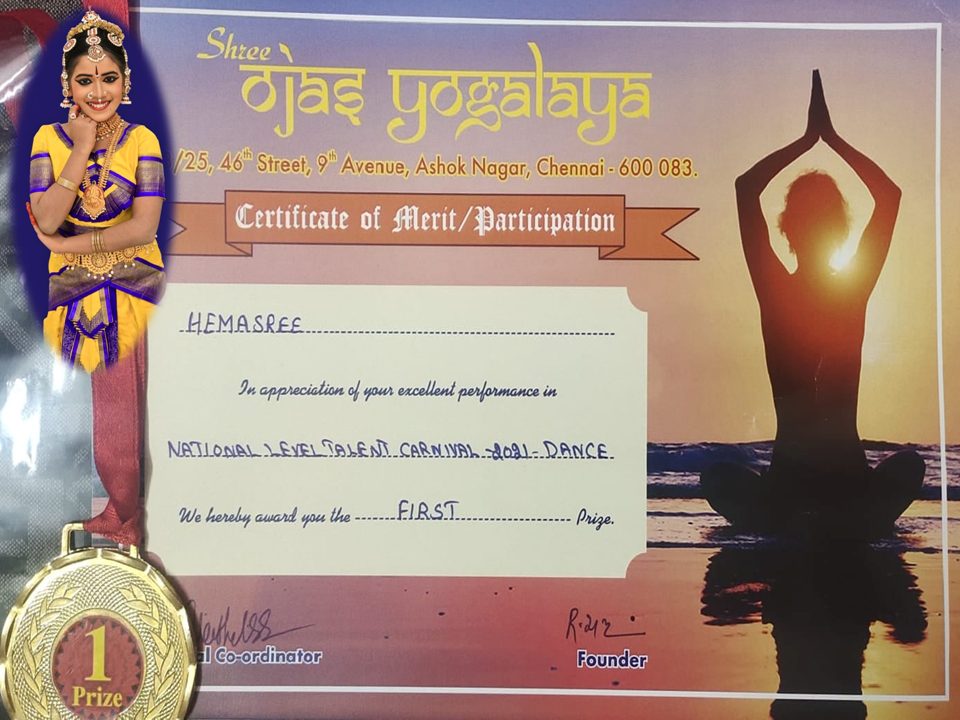 Shree
ojas yogalaya
/25, 46th Street, 9th Avenue, Ashok Nagar, Chennai - 600 083.
Certificate of Merit/Participation
HEMASREE
In appreciation of your excellent performance in
NATIONAL LEVEL TALENT CARNIVAL -2021- DANCE
We hereby award you the FIRST Prize.
al Co-ordinator
Founder
1
Prize